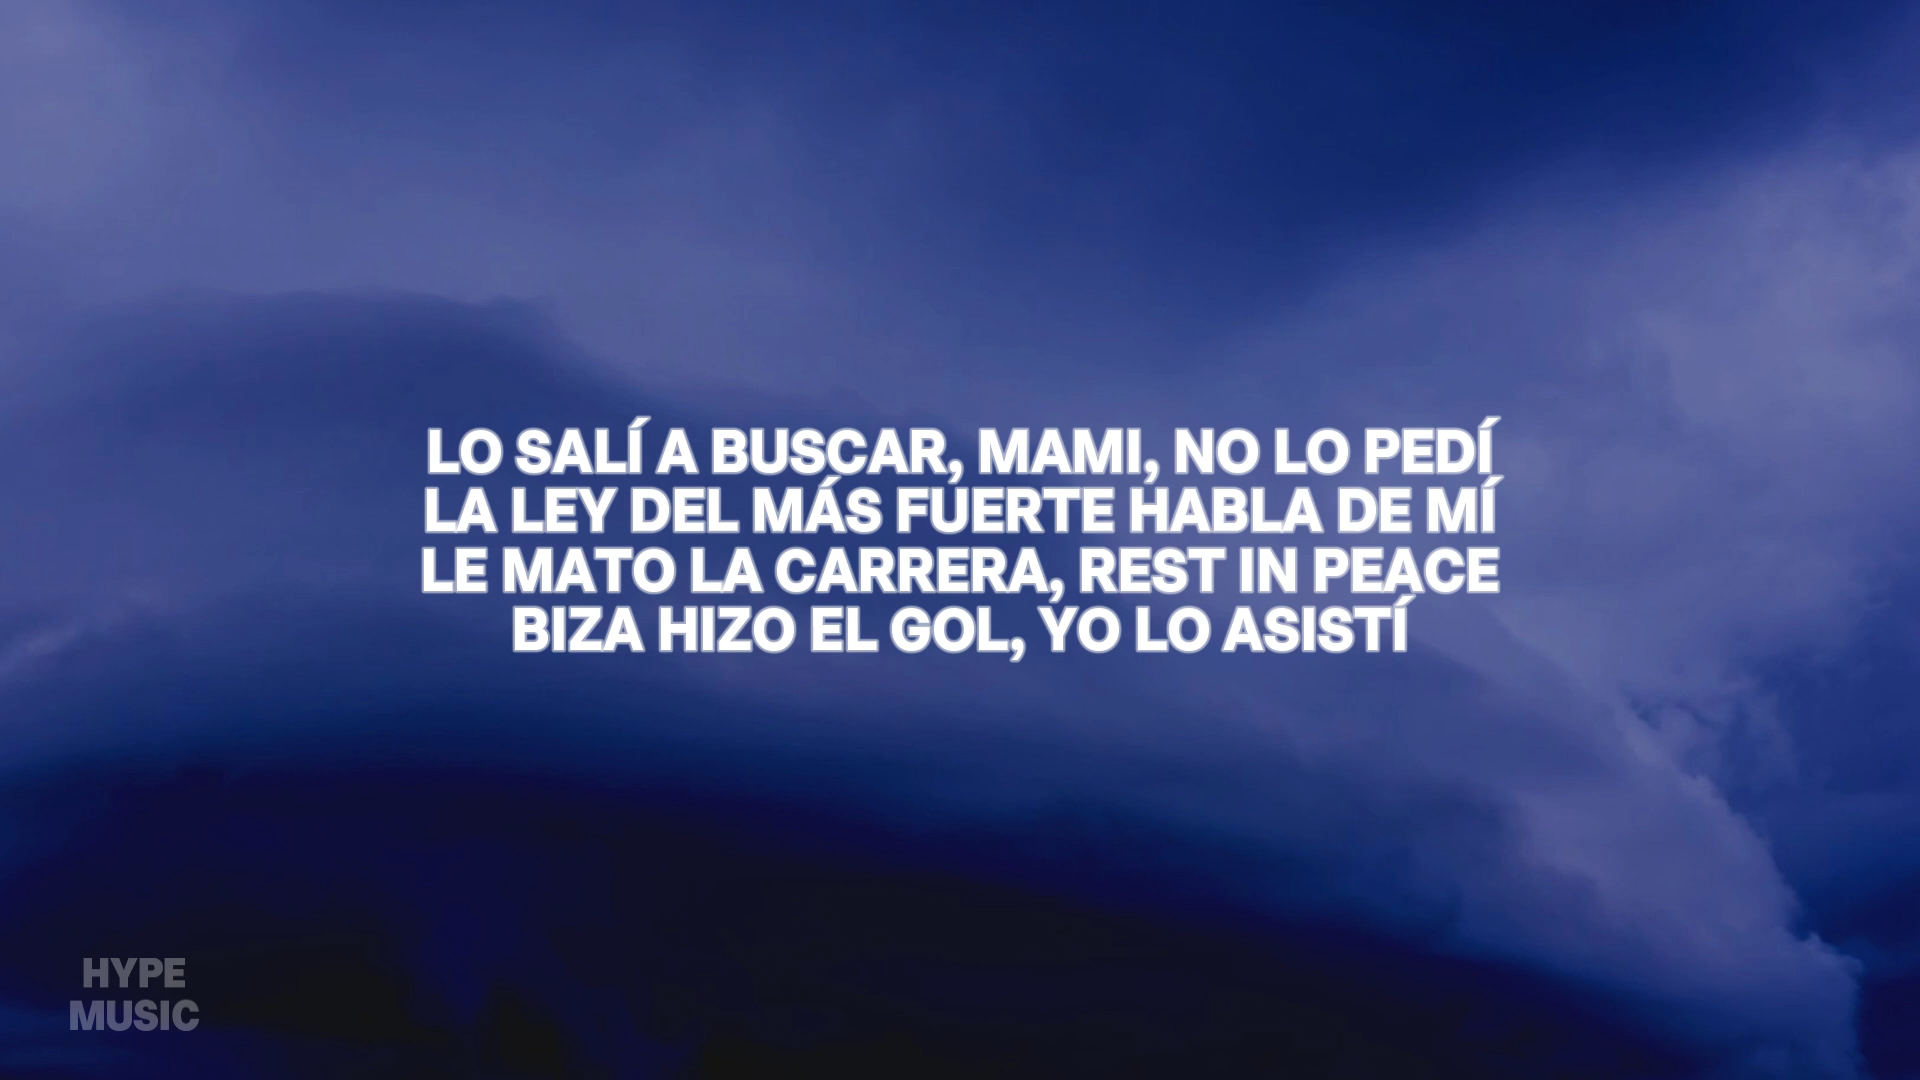 LO SALÍ A BUSCAR, MAMI, NO LO PEDÍ
LA LEY DEL MÁS FUERTE HABLA DE MÍ
LE MATO LA CARRERA, REST IN PEACE
BIZA HIZO EL GOL, YO LO ASISTÍ
HYPE
MUSIC